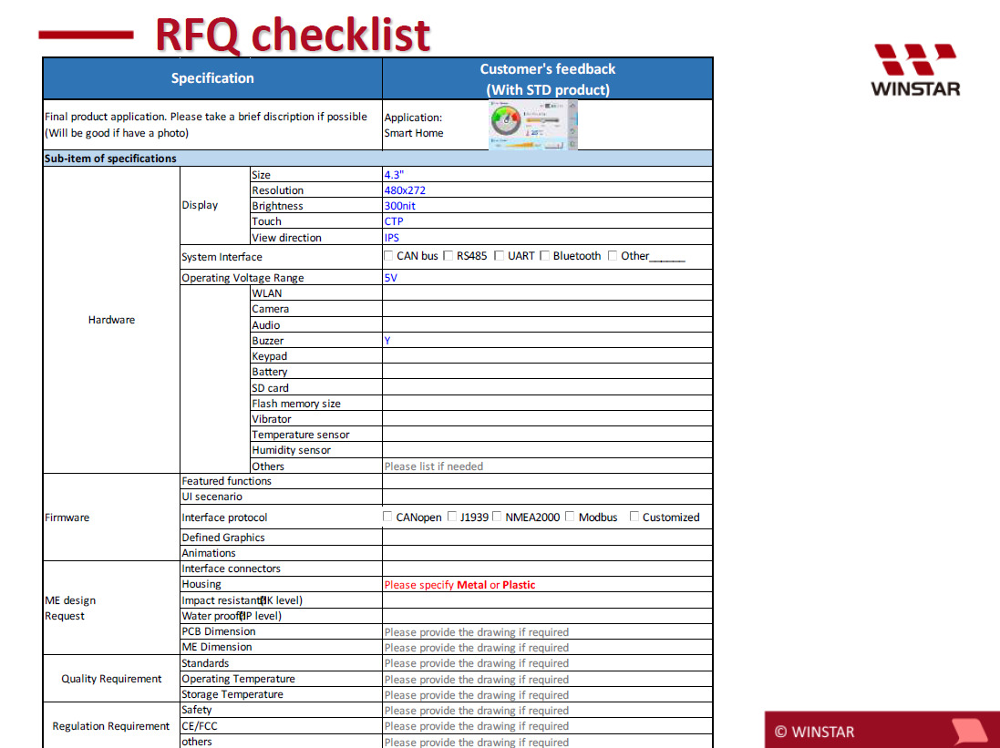 RFQ checklist
WINSTAR
Specification
Customer's feedback
(With STD product)
Final product application. Please take a brief discription if possible
(Will be good if have a photo)
Application:
Smart Home
Sub-item of specifications
Hardware
Display
Size
4.3"
Resolution
480x272
Brightness
300nit
Touch
CTP
View direction
IPS
System Interface
CAN bus RS485 UART Bluetooth Other______
Operating Voltage Range
5V
WLAN
Camera
Audio
Buzzer
Y
Keypad
Battery
SD card
Flash memory size
Vibrator
Temperature sensor
Humidity sensor
Others
Please list if needed
Firmware
Featured functions
UI secenario
Interface protocol
CANopen J1939 NMEA2000 Modbus Customized
Defined Graphics
Animations
ME design
Request
Interface connectors
Housing
Please specify Metal or Plastic
Impact resistant(IK level)
Water proof(IP level)
PCB Dimension
Please provide the drawing if required
ME Dimension
Please provide the drawing if required
Quality Requirement
Standards
Please provide the drawing if required
Operating Temperature
Please provide the drawing if required
Storage Temperature
Please provide the drawing if required
Regulation Requirement
Safety
Please provide the drawing if required
CE/FCC
Please provide the drawing if required
others
Please provide the drawing if required
© WINSTAR